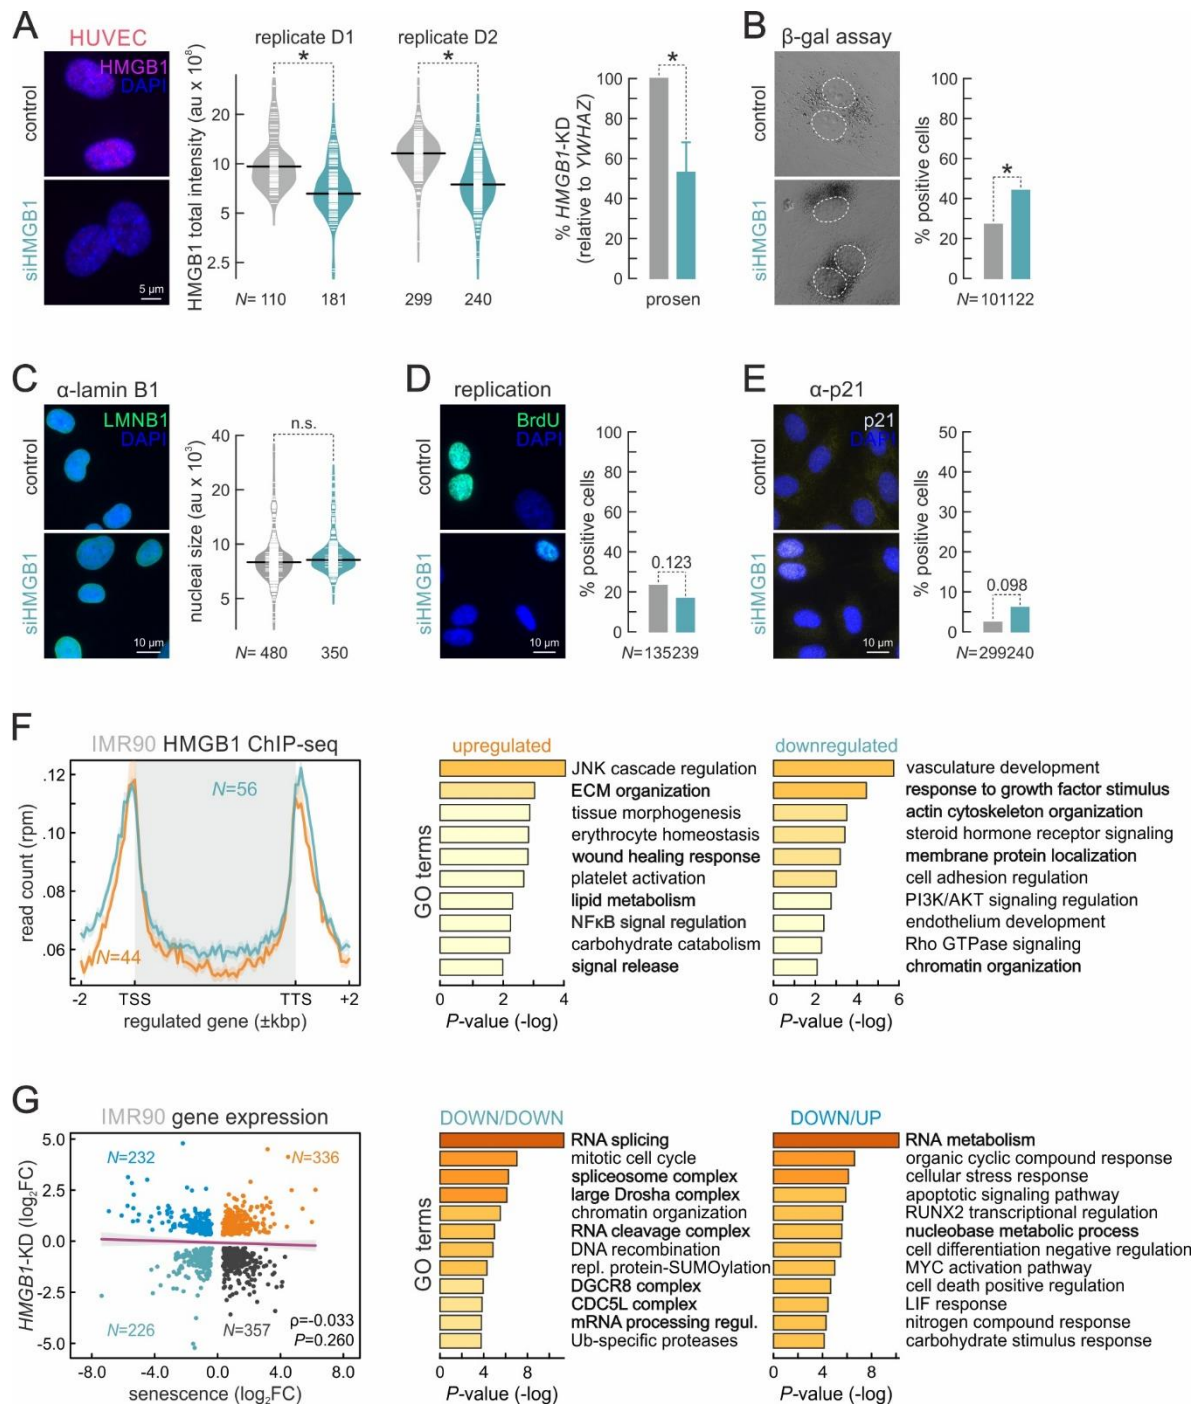 A
HUVEC
HMGB1
DAPI
control
siHMGB1
5 µm
HMGB1 total intensity (au x 10⁸)
20
10
5
2.5
replicate D1
replicate D2
*
*
N= 110 181 299 240
% HMGB1-KD
(relative to YWHAZ)
100
80
60
40
20
0
*
prosen
B
β-gal assay
control
siHMGB1
% positive cells
100
80
60
40
20
0
*
N=101122
C
α-lamin B1
LMNB1
DAPI
control
siHMGB1
10 µm
nucleai size (au x 10³)
40
20
10
5
n.s.
N= 480 350
D
replication
BrdU
DAPI
control
siHMGB1
10 µm
% positive cells
100
80
60
40
20
0
0.123
N=135239
E
α-p21
p21
DAPI
control
siHMGB1
10 µm
% positive cells
50
40
30
20
10
0
0.098
N=299240
F
IMR90 HMGB1 ChIP-seq
read count (rpm)
.12
.10
.08
.06
N=56
N=44
-2 TSS TTS +2
regulated gene (±kbp)
GO terms
upregulated
JNK cascade regulation
ECM organization
tissue morphogenesis
erythrocyte homeostasis
wound healing response
platelet activation
lipid metabolism
NFκB signal regulation
carbohydrate catabolism
signal release
0 2 4
P-value (-log)
downregulated
vasculature development
response to growth factor stimulus
actin cytoskeleton organization
steroid hormone receptor signaling
membrane protein localization
cell adhesion regulation
PI3K/AKT signaling regulation
endothelium development
Rho GTPase signaling
chromatin organization
0 2 4 6
P-value (-log)
G
IMR90 gene expression
HMGB1-KD (log₂FC)
5.0
2.5
0.0
-2.5
-5.0
N=232
N=336
N=226
N=357
ρ=-0.033
P=0.260
-8.0 -4.0 0.0 4.0 8.0
senescence (log₂FC)
GO terms
DOWN/DOWN
RNA splicing
mitotic cell cycle
spliceosome complex
large Drosha complex
chromatin organization
RNA cleavage complex
DNA recombination
repl. protein-SUMOylation
DGCR8 complex
CDC5L complex
mRNA processing regul.
Ub-specific proteases
0 4 8
P-value (-log)
DOWN/UP
RNA metabolism
organic cyclic compound response
cellular stress response
apoptotic signaling pathway
RUNX2 transcriptional regulation
nucleobase metabolic process
cell differentiation negative regulation
MYC activation pathway
cell death positive regulation
LIF response
nitrogen compound response
carbohydrate stimulus response
0 4 8
P-value (-log)